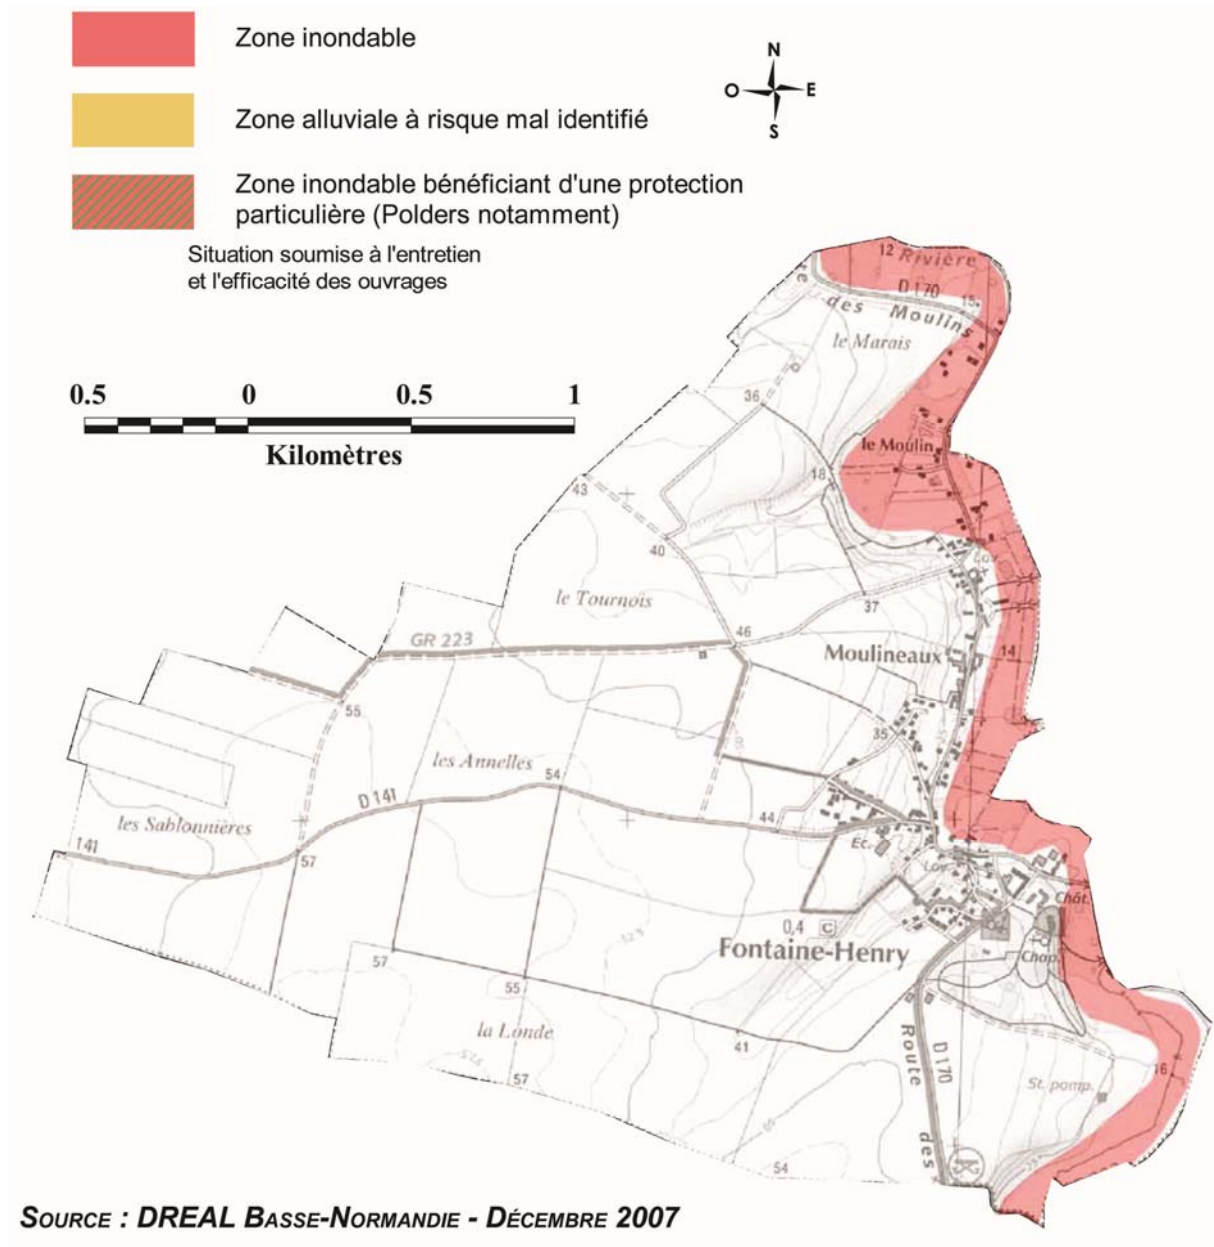 Zone inondable
Zone alluviale à risque mal identifié
Zone inondable bénéficiant d'une protection
particulière (Polders notamment)
Situation soumise à l'entretien
et l'efficacité des ouvrages
N
O E
S
0.5 0 0.5 1
Kilomètres
12 Rivière
D 170
15
des Moulins
le Marais
36
le Moulin
18
43
40
Lav.
le Tournois
37
46
GR 223
14
Moulineaux
55
35
les Annelles
54
D 141
44
les Sablonnières
Ec.
141
57
Lav.
Chât.
0,4 C
52.5
Fontaine-Henry
Chap.
57
55
la Londe
41
Route des
D 170
16
57
St. pomp.
54
K
SOURCE : DREAL BASSE-NORMANDIE - DÉCEMBRE 2007